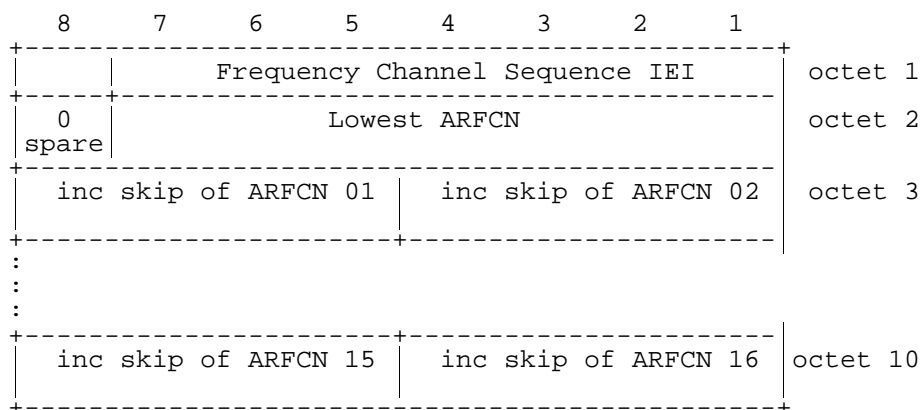 8 7 6 5 4 3 2 1
Frequency Channel Sequence IEI octet 1
0 Lowest ARFCN octet 2
spare
inc skip of ARFCN 01 inc skip of ARFCN 02 octet 3
:
:
:
inc skip of ARFCN 15 inc skip of ARFCN 16 octet 10